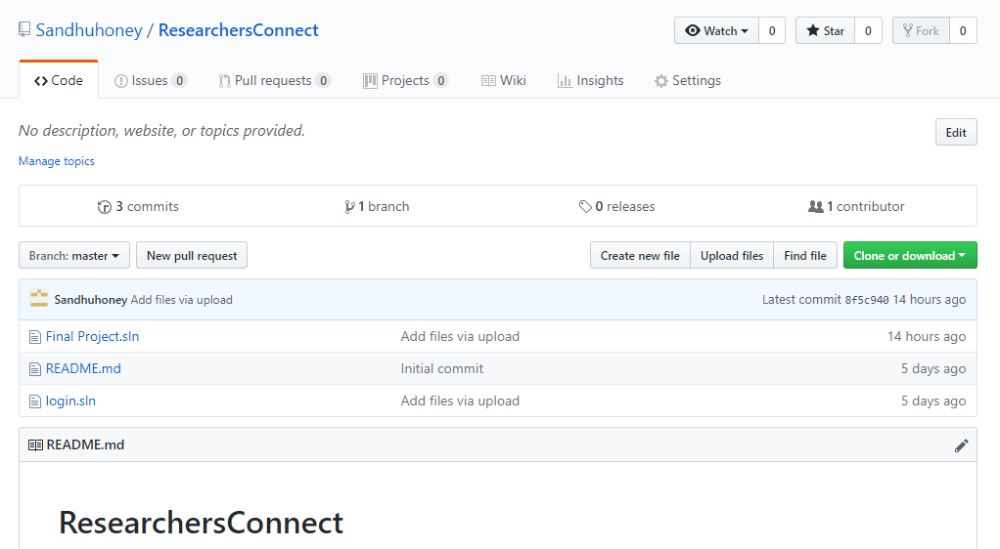 Sandhuhoney / ResearchersConnect Watch 0 Star 0 Fork 0
Code Issues 0 Pull requests 0 Projects 0 Wiki Insights Settings
No description, website, or topics provided. Edit
Manage topics
3 commits 1 branch 0 releases 1 contributor
Branch: master New pull request Create new file Upload files Find file Clone or download
Sandhuhoney Add files via upload Latest commit 8f5c940 14 hours ago
Final Project.sln Add files via upload 14 hours ago
README.md Initial commit 5 days ago
login.sln Add files via upload 5 days ago
README.md
ResearchersConnect